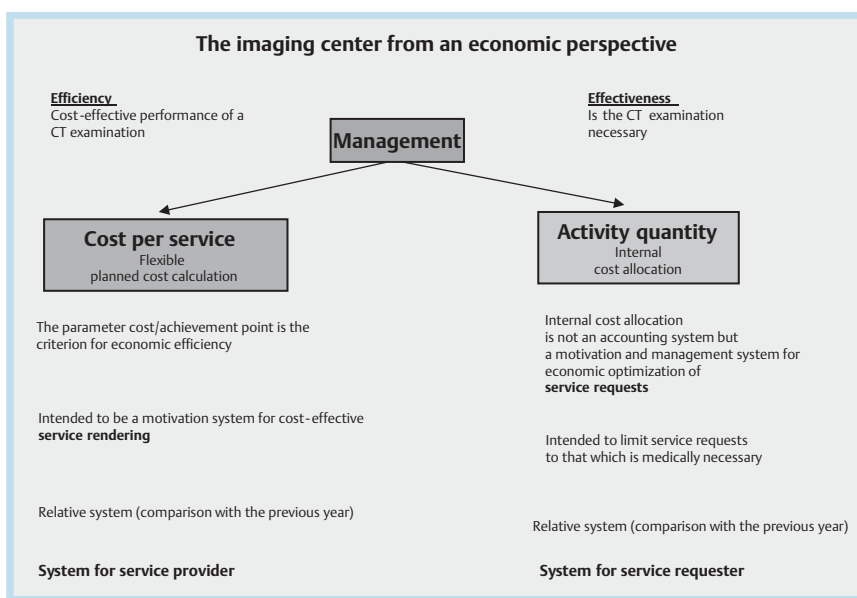 The imaging center from an economic perspective
Efficiency
Cost-effective performance of a
CT examination
Effectiveness
Is the CT examination
necessary
Management
Cost per service
Flexible
planned cost calculation
Activity quantity
Internal
cost allocation
The parameter cost/achievement point is the
criterion for economic efficiency
Intended to be a motivation system for cost-effective
service rendering
Relative system (comparison with the previous year)
System for service provider
Internal cost allocation
is not an accounting system but
a motivation and management system for
economic optimization of
service requests
Intended to limit service requests
to that which is medically necessary
Relative system (comparison with the previous year)
System for service requester